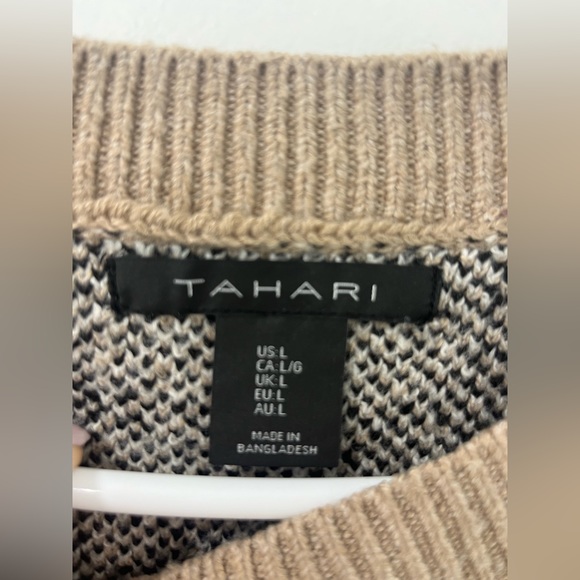 TAHARI
US:L
CA:L/G
UK:L
EU:L
AU:L
MADE IN
BANGLADESH